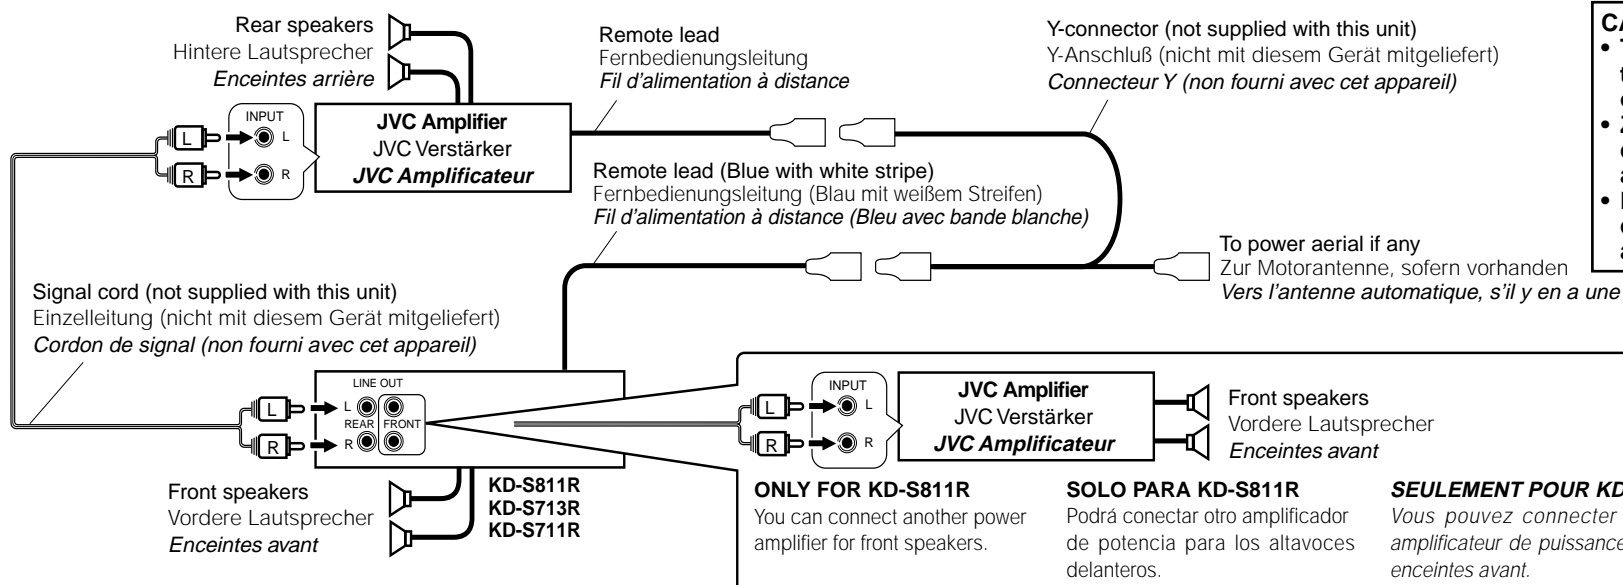 Rear speakers
Hintere Lautsprecher
Enceintes arrière
Remote lead
Fernbedienungsleitung
Fil d'alimentation à distance
Y-connector (not supplied with this unit)
Y-Anschluß (nicht mit diesem Gerät mitgeliefert)
Connecteur Y (non fourni avec cet appareil)
INPUT
L
L
R
R
JVC Amplifier
JVC Verstärker
JVC Amplificateur
Remote lead (Blue with white stripe)
Fernbedienungsleitung (Blau mit weißem Streifen)
Fil d'alimentation à distance (Bleu avec bande blanche)
To power aerial if any
Zur Motorantenne, sofern vorhanden
Vers l'antenne automatique, s'il y en a une
Signal cord (not supplied with this unit)
Einzelleitung (nicht mit diesem Gerät mitgeliefert)
Cordon de signal (non fourni avec cet appareil)
LINE OUT
L
L
REAR FRONT
R
R
Front speakers
Vordere Lautsprecher
Enceintes avant
KD-S811R
KD-S713R
KD-S711R
INPUT
L
L
R
R
JVC Amplifier
JVC Verstärker
JVC Amplificateur
Front speakers
Vordere Lautsprecher
Enceintes avant
ONLY FOR KD-S811R
You can connect another power
amplifier for front speakers.
SOLO PARA KD-S811R
Podrá conectar otro amplificador
de potencia para los altavoces
delanteros.
SEULEMENT POUR KD
Vous pouvez connecter
amplificateur de puissance
enceintes avant.